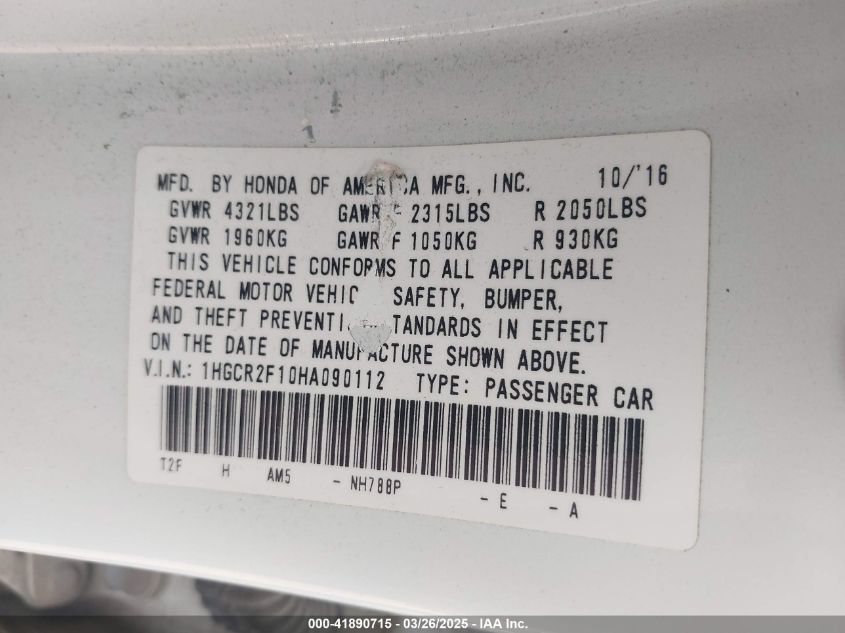 MFD. BY HONDA OF AMERICA MFG., INC. 10/'16
GVWR 4321LBS GAWR F 2315LBS R 2050LBS
GVWR 1960KG GAWR F 1050KG R 930KG
THIS VEHICLE CONFORMS TO ALL APPLICABLE
FEDERAL MOTOR VEHIC SAFETY, BUMPER,
AND THEFT PREVENTI TANDARDS IN EFFECT
ON THE DATE OF MANUFACTURE SHOWN ABOVE.
V.I.N.: 1HGCR2F10HA090112 TYPE: PASSENGER CAR
T2F H AM5 - NH788P - E - A
000-41890715 - 03/26/2025 - IAA Inc.